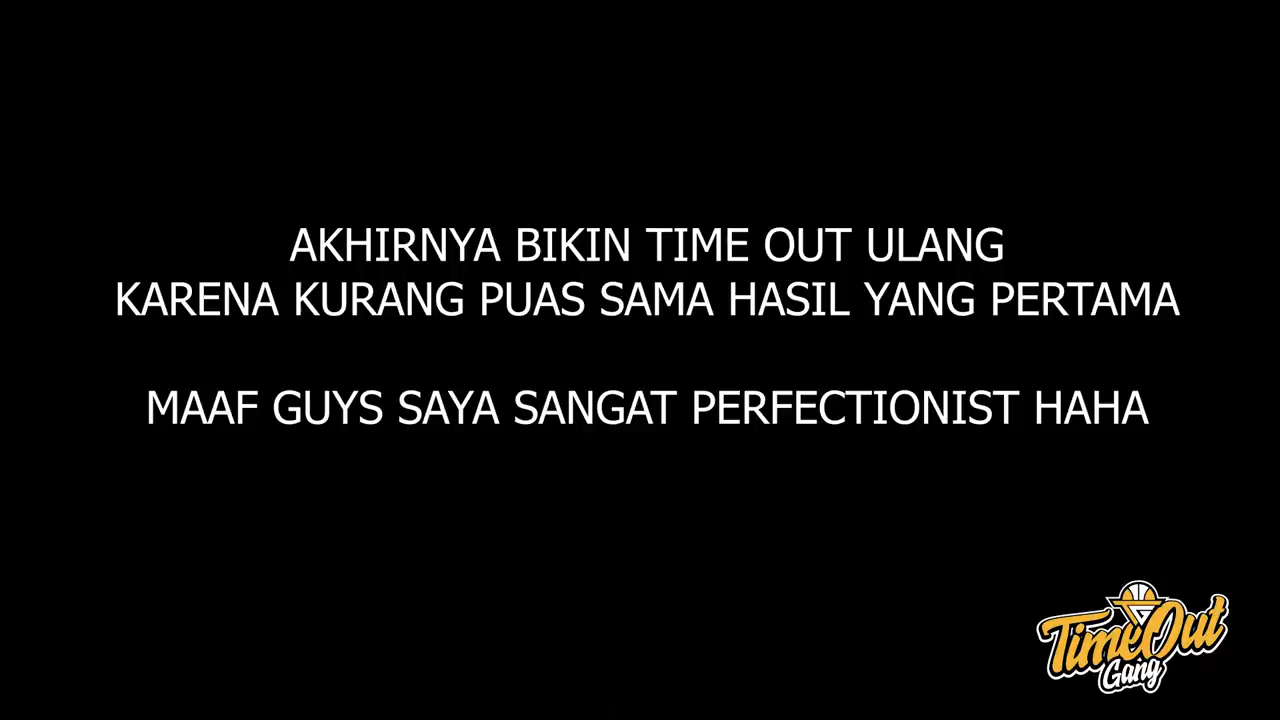 AKHIRNYA BIKIN TIME OUT ULANG
KARENA KURANG PUAS SAMA HASIL YANG PERTAMA
MAAF GUYS SAYA SANGAT PERFECTIONIST HAHA
TimeOut
Gang